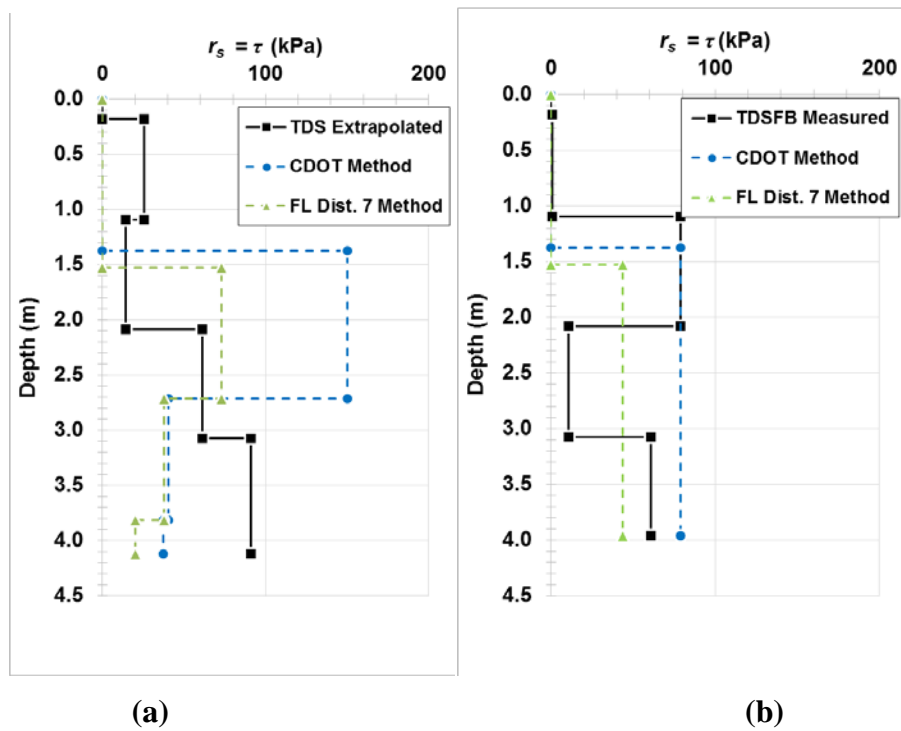 r_s = τ (kPa)
0 100 200
0.0
0.5
1.0
1.5
2.0
2.5
3.0
3.5
4.0
4.5
Depth (m)
TDS Extrapolated
CDOT Method
FL Dist. 7 Method
(a)
r_s = τ (kPa)
0 100 200
0.0
0.5
1.0
1.5
2.0
2.5
3.0
3.5
4.0
4.5
Depth (m)
TDSFB Measured
CDOT Method
FL Dist. 7 Method
(b)